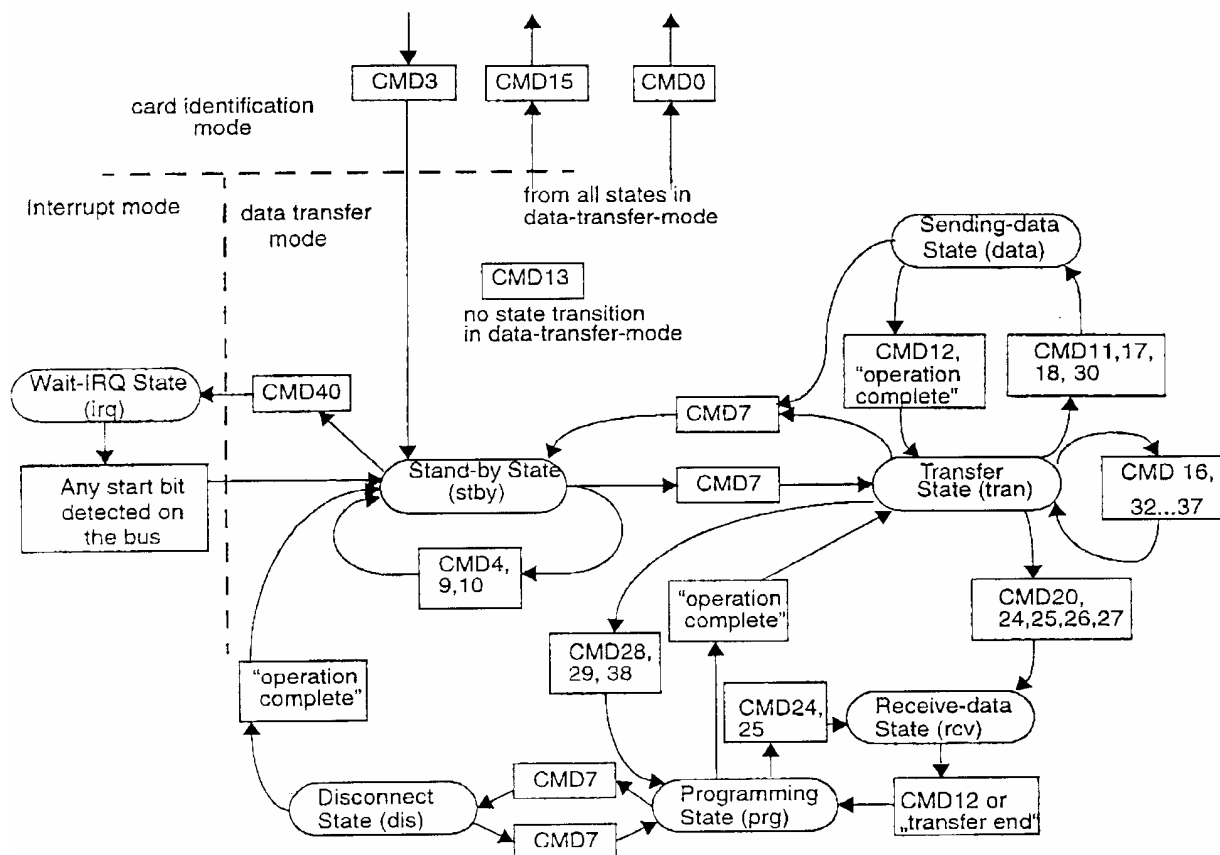 CMD3
CMD15
CMD0
card identification
mode
Interrupt mode
data transfer
mode
from all states in
data-transfer-mode
CMD13
no state transition
in data-transfer-mode
Sending-data
State (data)
CMD12,
"operation
complete"
CMD11,17,
18, 30
Wait-IRQ State
(irq)
CMD40
CMD7
Any start bit
detected on
the bus
Stand-by State
(stby)
CMD7
Transfer
State (tran)
CMD 16,
32...37
CMD4,
9,10
"operation
complete"
CMD20,
24,25,26,27
CMD28,
29, 38
"operation
complete"
CMD24,
25
Receive-data
State (rcv)
CMD7
Disconnect
State (dis)
Programming
State (prg)
CMD12 or
„transfer end"
CMD7